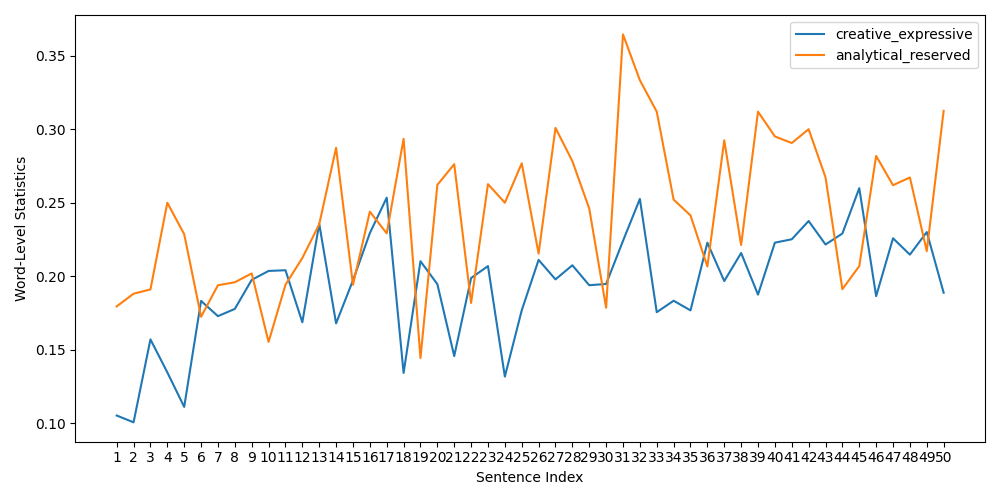 creative_expressive
analytical_reserved
0.35
0.30
0.25
0.20
0.15
0.10
Word-Level Statistics
1 2 3 4 5 6 7 8 9 10 11 12 13 14 15 16 17 18 19 20 21 22 23 24 25 26 27 28 29 30 31 32 33 34 35 36 37 38 39 40 41 42 43 44 45 46 47 48 49 50
Sentence Index